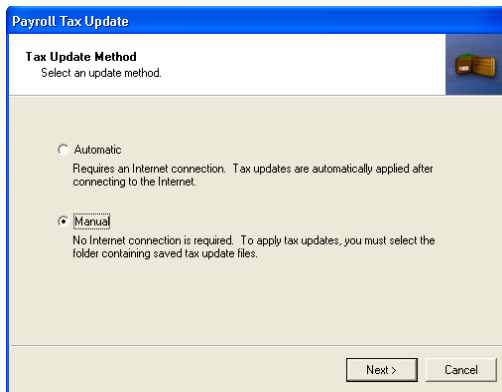 Payroll Tax Update
Tax Update Method
Select an update method.
Automatic
Requires an Internet connection. Tax updates are automatically applied after
connecting to the Internet.
Manual
No Internet connection is required. To apply tax updates, you must select the
folder containing saved tax update files.
Next >
Cancel